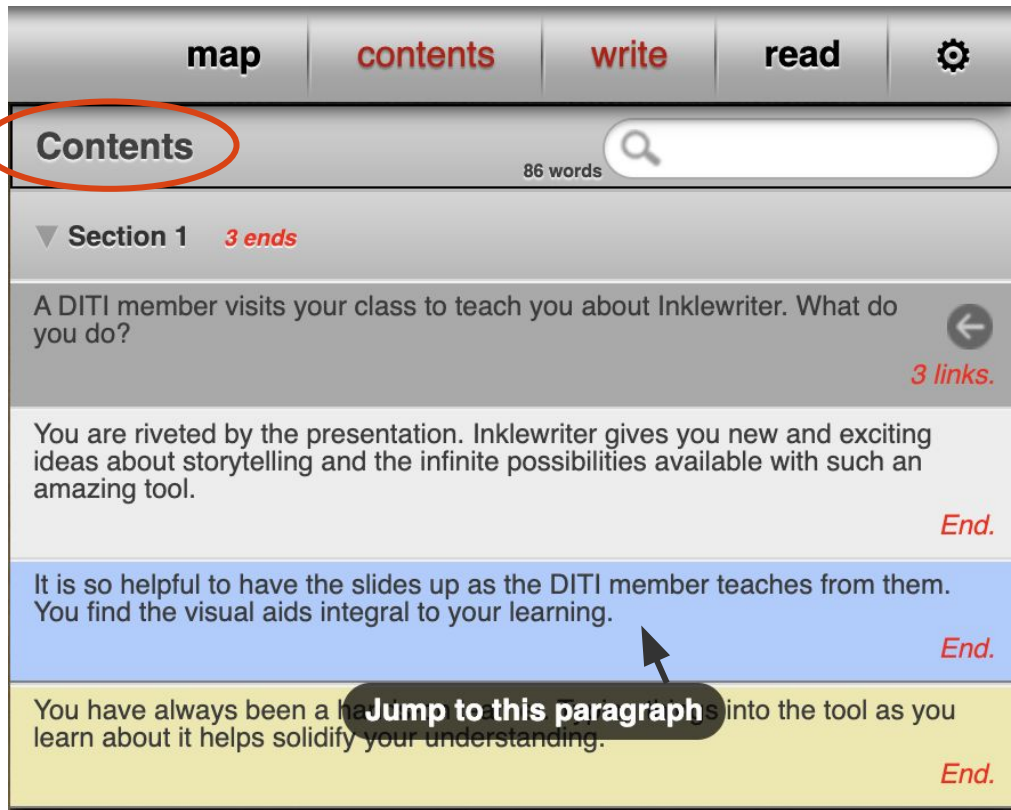 map contents write read
Contents
86 words
Section 1 3 ends
A DITI member visits your class to teach you about Inklewriter. What do
you do?
3 links.
You are riveted by the presentation. Inklewriter gives you new and exciting
ideas about storytelling and the infinite possibilities available with such an
amazing tool.
End.
It is so helpful to have the slides up as the DITI member teaches from them.
You find the visual aids integral to your learning.
End.
You have always been a into the tool as you
Jump to this paragraph
learn about it helps solidify your understanding.
End.